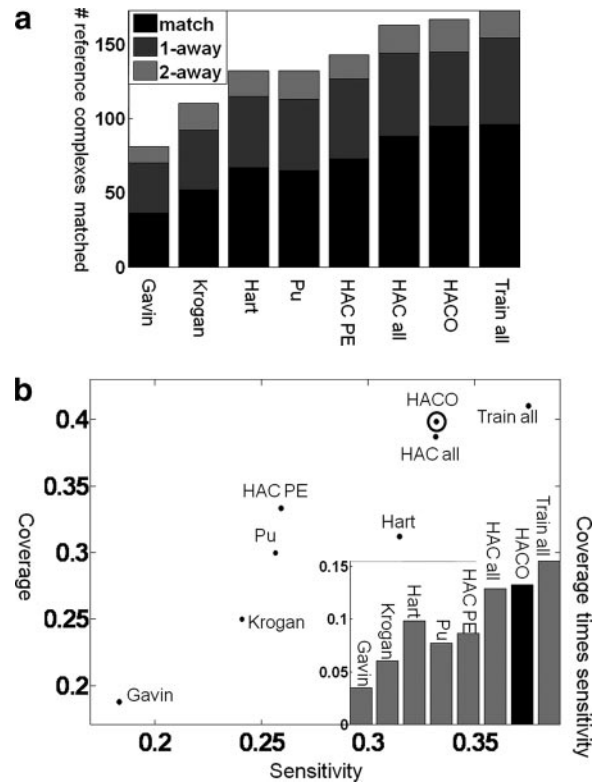 a
# reference complexes matched
150
100
50
0
match
1-away
2-away
Gavin
Krogan
Hart
Pu
HAC PE
HAC all
HACO
Train all
b
Coverage
0.4
0.35
0.3
0.25
0.2
HACO
Train all
HAC all
HAC PE
Hart
Pu
Krogan
Gavin
0.2
0.25
0.3
0.35
Sensitivity
Coverage times sensitivity
0.15
0.1
0.05
0
Gavin
Krogan
Hart
Pu
HAC PE
HAC all
HACO
Train all